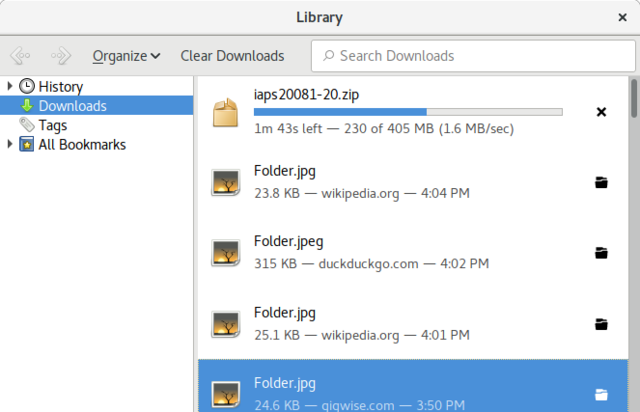 Library
Organize
Clear Downloads
Search Downloads
History
Downloads
Tags
All Bookmarks
iaps20081-20.zip
1m 43s left — 230 of 405 MB (1.6 MB/sec)
Folder.jpg
23.8 KB — wikipedia.org — 4:04 PM
Folder.jpeg
315 KB — duckduckgo.com — 4:02 PM
Folder.jpg
25.1 KB — wikipedia.org — 4:01 PM
Folder.jpg
24.6 KB — gigwise.com — 3:50 PM